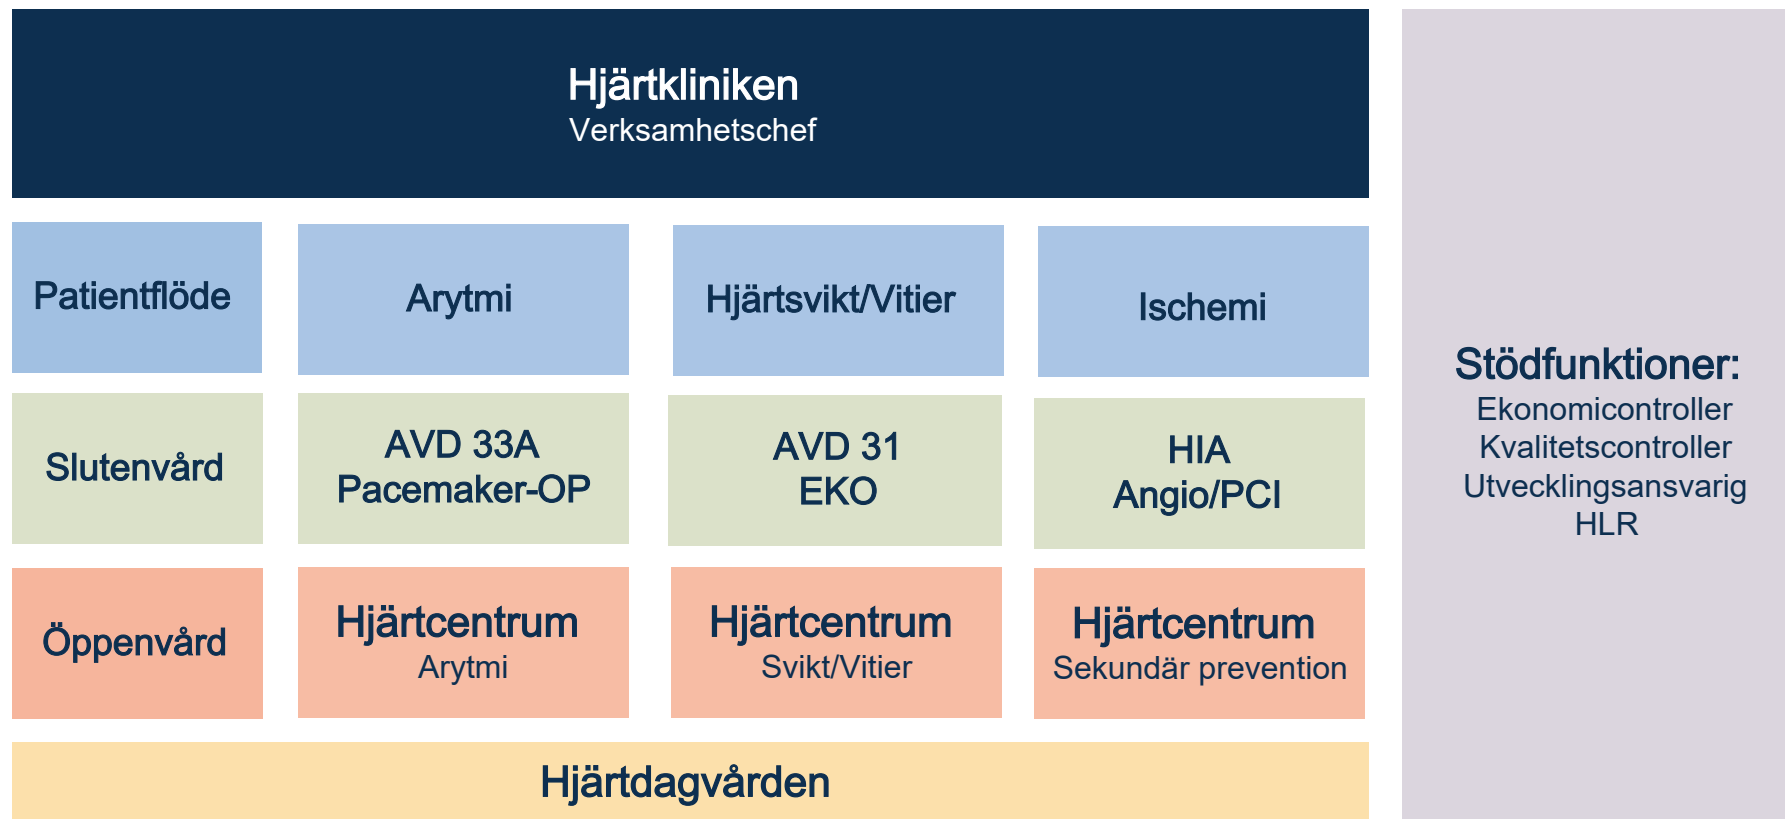 Hjärtkliniken
Verksamhetschef
Patientflöde
Arytmi
Hjärtsvikt/Vitier
Ischemi
Slutenvård
AVD 33A
Pacemaker-OP
AVD 31
EKO
HIA
Angio/PCI
Öppenvård
Hjärtcentrum
Arytmi
Hjärtcentrum
Svikt/Vitier
Hjärtcentrum
Sekundär prevention
Hjärtdagvården
Stödfunktioner:
Ekonomicontroller
Kvalitetscontroller
Utvecklingsansvarig
HLR